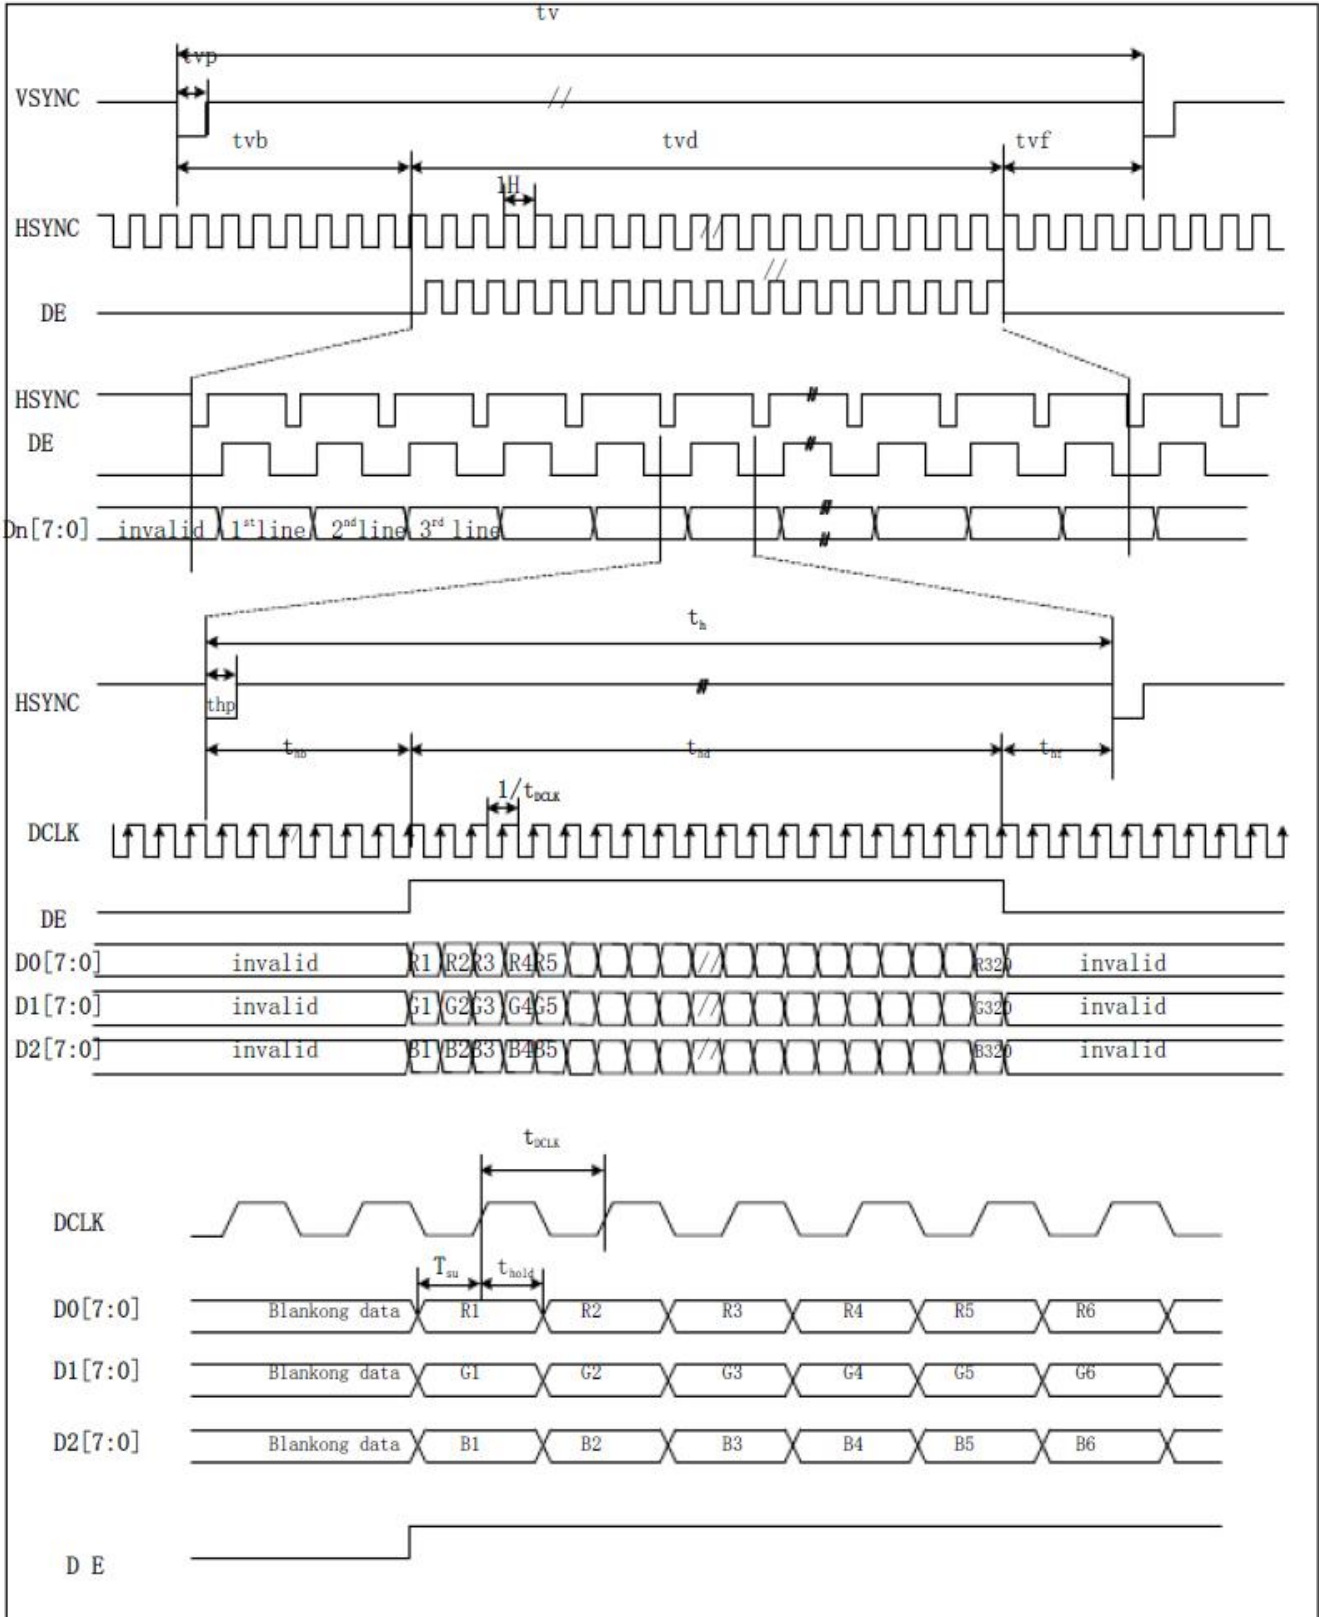 tv
tvp
VSYNC
tvb
tvd
tvf
1H
HSYNC
DE
HSYNC
DE
Dn[7:0] invalid 1st line 2nd line 3rd line
th
HSYNC
thp
thb
thd
thf
1/tDCLK
DCLK
DE
D0[7:0] invalid R1 R2 R3 R4 R5 R320 invalid
D1[7:0] invalid G1 G2 G3 G4 G5 G320 invalid
D2[7:0] invalid B1 B2 B3 B4 B5 B320 invalid
tDCLK
DCLK
Tsu thold
D0[7:0] Blankong data R1 R2 R3 R4 R5 R6
D1[7:0] Blankong data G1 G2 G3 G4 G5 G6
D2[7:0] Blankong data B1 B2 B3 B4 B5 B6
D E